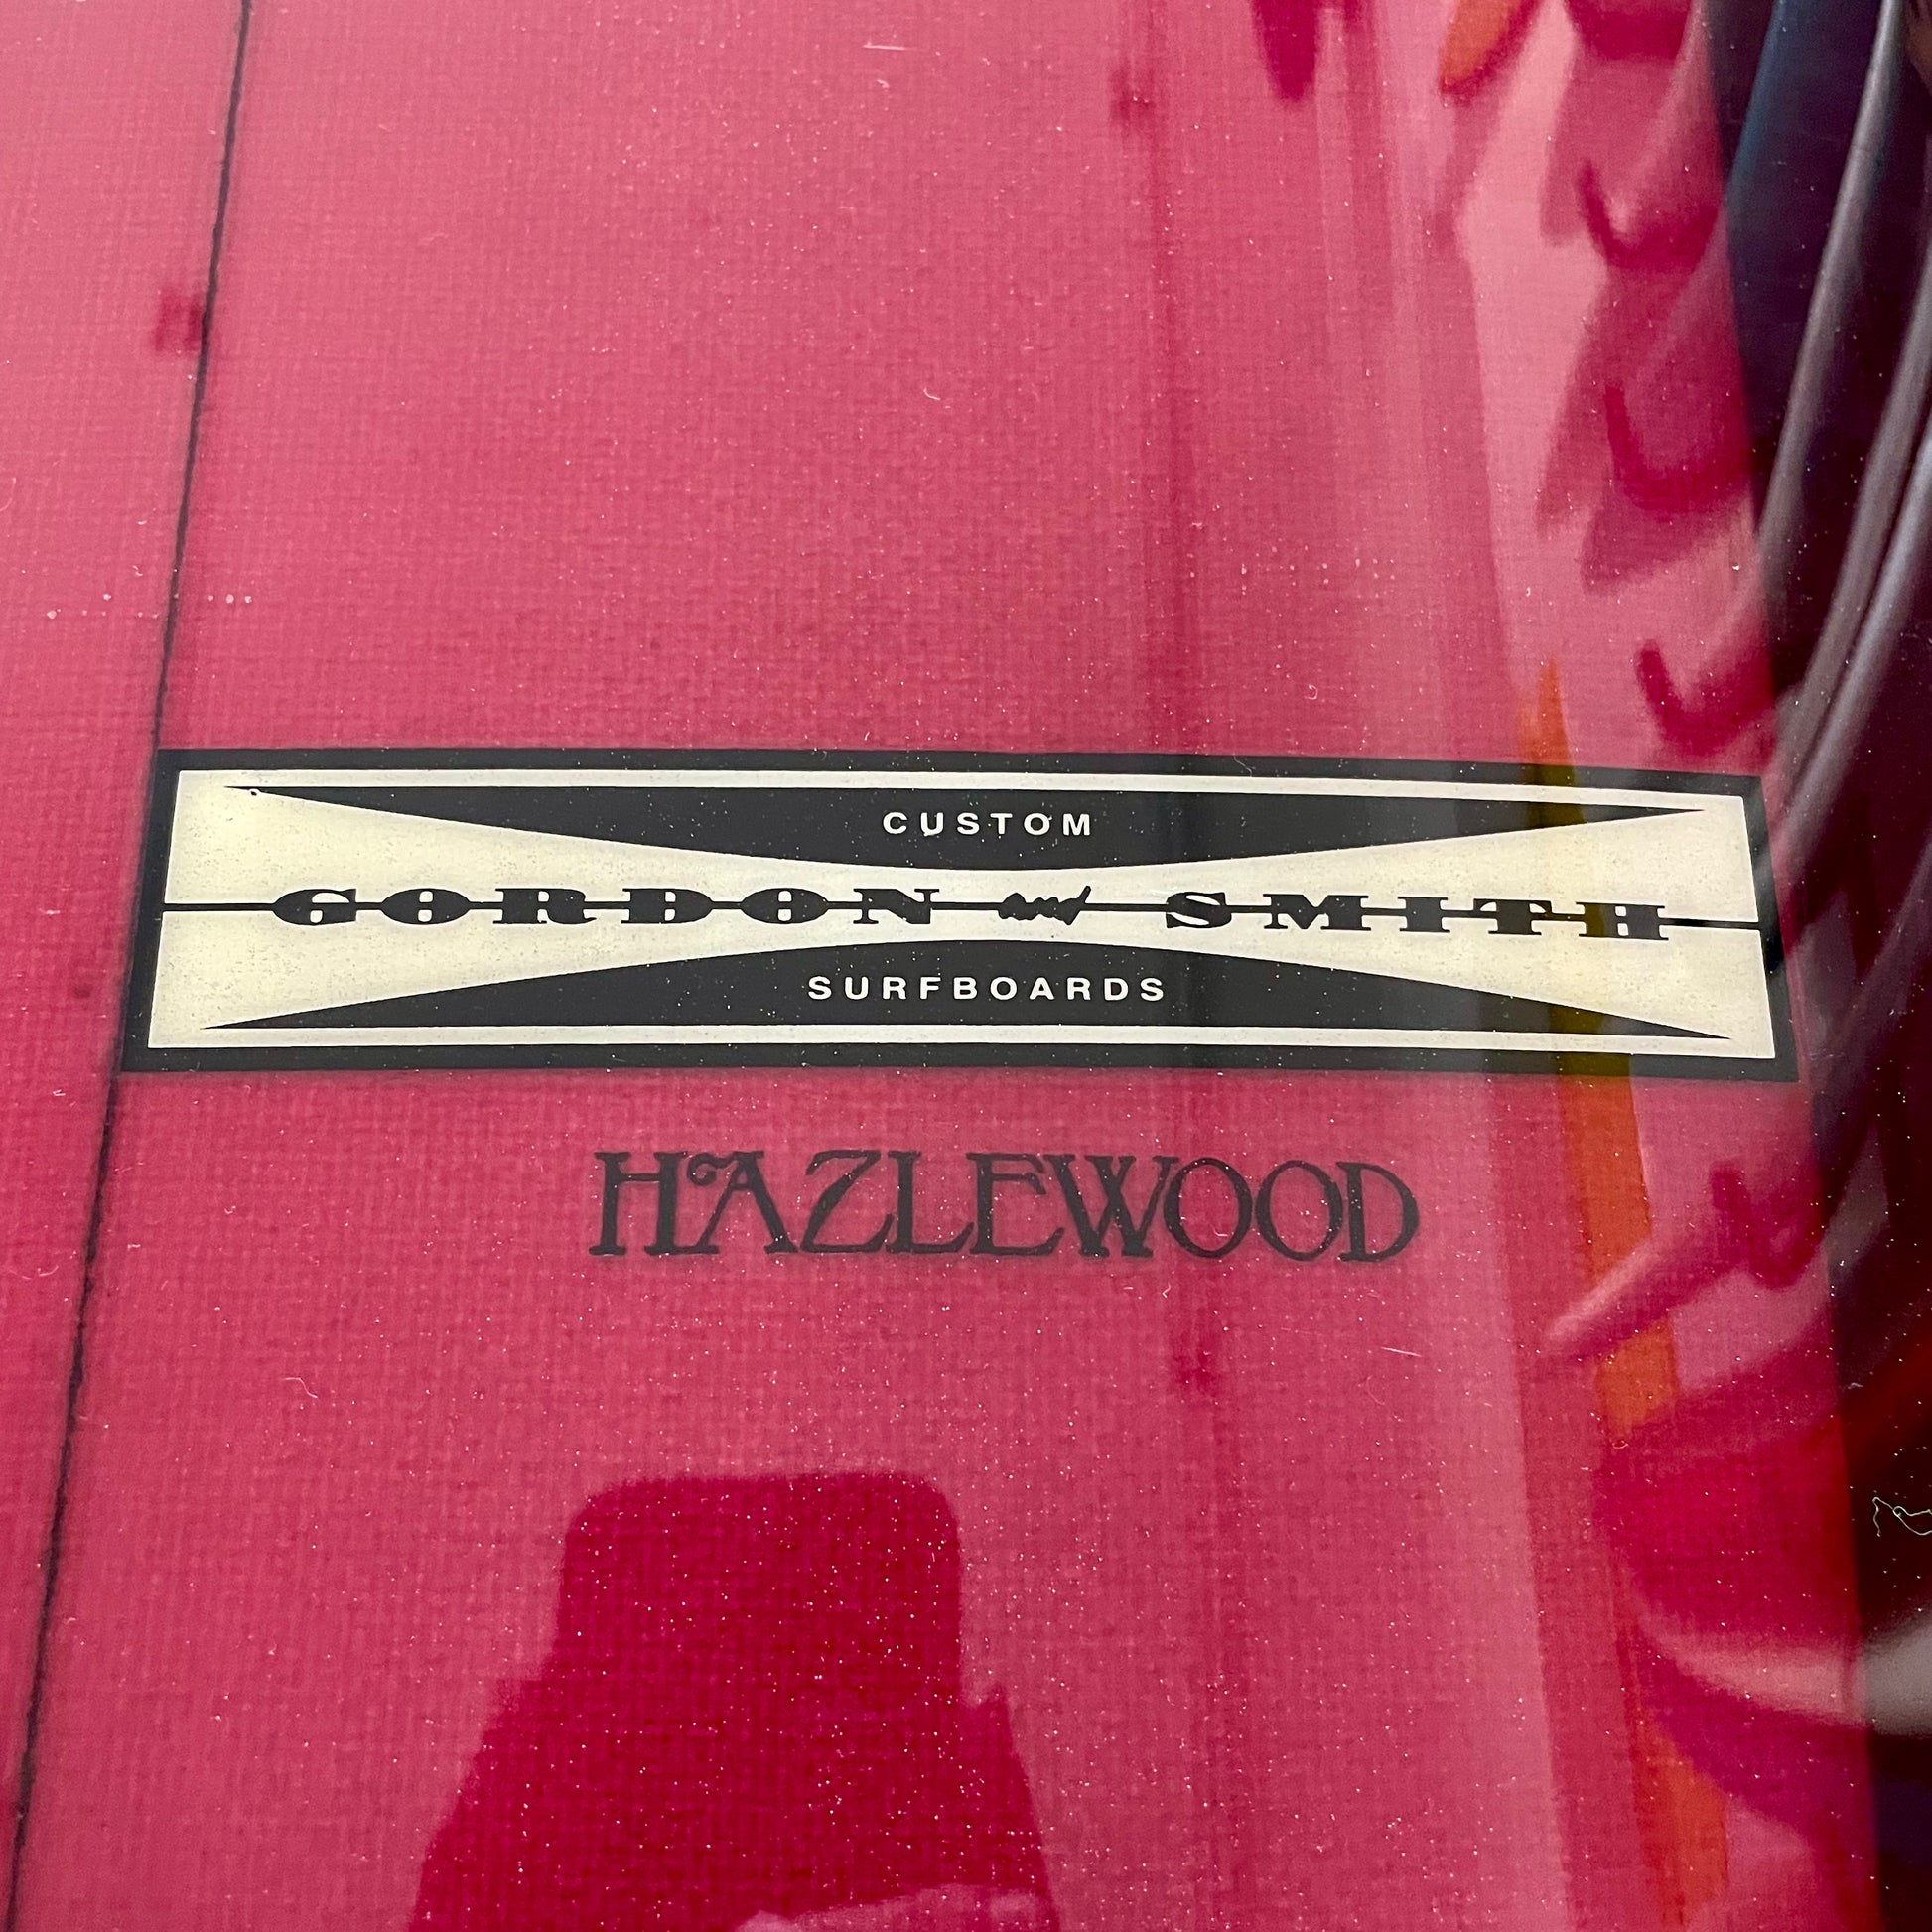 CUSTOM
GORDON and SMITH
SURFBOARDS
HAZLEWOOD